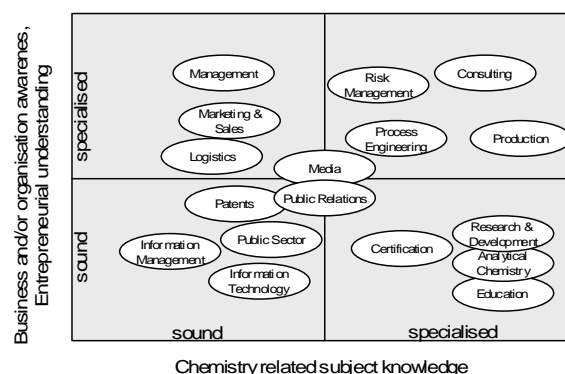 Business and/or organisation awarenes,
Entrepreneurial understanding
specialised
sound
Management
Risk
Management
Consulting
Marketing &
Sales
Process
Engineering
Production
Logistics
Media
Patents
Public Relations
Public Sector
Information
Management
Information
Technology
Certification
Research &
Development
Analytical
Chemistry
Education
sound
specialised
Chemistry related subject knowledge